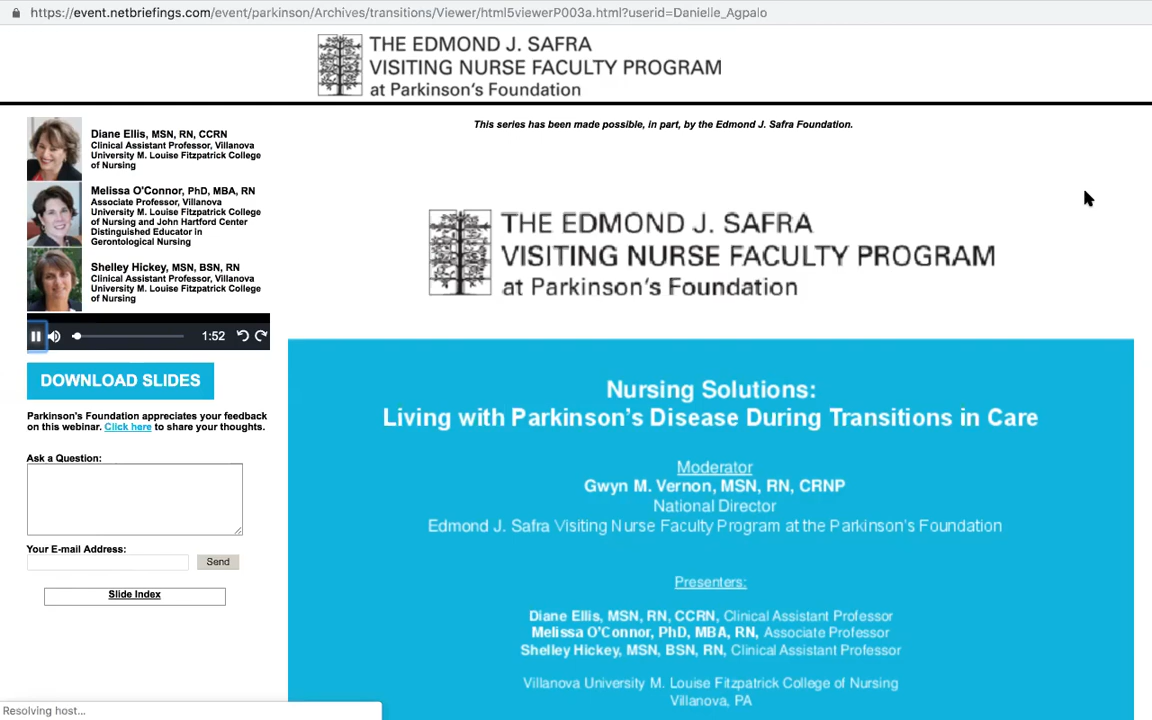 https://event.netbriefings.com/event/parkinson/Archives/transitions/Viewer/html5viewerP003a.html?userid=Danielle_Agpalo
THE EDMOND J. SAFRA
VISITING NURSE FACULTY PROGRAM
at Parkinson's Foundation
This series has been made possible, in part, by the Edmond J. Safra Foundation.
Diane Ellis, MSN, RN, CCRN
Clinical Assistant Professor, Villanova
University M. Louise Fitzpatrick College
of Nursing
Melissa O'Connor, PhD, MBA, RN
Associate Professor, Villanova
University M. Louise Fitzpatrick College
of Nursing and John Hartford Center
Distinguished Educator in
Gerontological Nursing
Shelley Hickey, MSN, BSN, RN
Clinical Assistant Professor, Villanova
University M. Louise Fitzpatrick College
of Nursing
1:52
DOWNLOAD SLIDES
Parkinson's Foundation appreciates your feedback
on this webinar. Click here to share your thoughts.
Ask a Question:
Your E-mail Address:
Send
Slide Index
THE EDMOND J. SAFRA
VISITING NURSE FACULTY PROGRAM
at Parkinson's Foundation
Nursing Solutions:
Living with Parkinson's Disease During Transitions in Care
Moderator
Gwyn M. Vernon, MSN, RN, CRNP
National Director
Edmond J. Safra Visiting Nurse Faculty Program at the Parkinson's Foundation
Presenters:
Diane Ellis, MSN, RN, CCRN, Clinical Assistant Professor
Melissa O'Connor, PhD, MBA, RN, Associate Professor
Shelley Hickey, MSN, BSN, RN, Clinical Assistant Professor
Villanova University M. Louise Fitzpatrick College of Nursing
Villanova, PA
Resolving host...